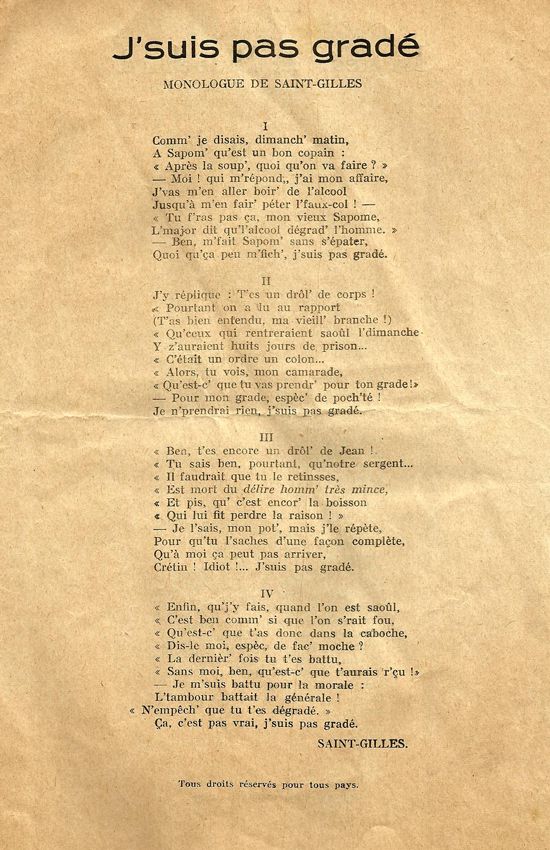 J'suis pas gradé
MONOLOGUE DE SAINT-GILLES
I
Comm' je disais, dimanch' matin,
A Sapom' qu'est un bon copain :
« Après la soup', quoi qu'on va faire ? »
— Moi ! qui m'répond,, j'ai mon affaire,
J'vas m'en aller boir' de l'alcool
Jusqu'à m'en fair' péter l'faux-col ! —
« Tu f'ras pas ça, mon vieux Sapome,
L'major dit qu'l'alcool dégrad' l'homme. »
— Ben, m'fait Sapom' sans s'épater,
Quoi qu'ça peu m'fich', j'suis pas gradé.
II
J'y réplique : T'es un drôl' de corps !
« Pourtant on a lu au rapport
(T'as bien entendu, ma vieill' branche !)
« Qu'ceux qui rentreraient saoûl l'dimanche
Y z'auraient huits jours de prison...
« C'était un ordre un colon...
« Alors, tu vois, mon camarade,
« Qu'est-c' que tu vas prendr' pour ton grade!»
— Pour mon grade, espèc' de poch'té !
Je n'prendrai rien, j'suis pas gradé.
III
« Ben, t'es encore un drôl' de Jean !
« Tu sais ben, pourtant, qu'notre sergent...
« Il faudrait que tu le retinsses,
« Est mort du délire homm' très mince,
« Et pis, qu' c'est encor' la boisson
« Qui lui fit perdre la raison ! »
— Je l'sais, mon pot', mais j'le répète,
Pour qu'tu l'saches d'une façon complète,
Qu'à moi ça peut pas arriver,
Crétin ! Idiot !... J'suis pas gradé.
IV
« Enfin, qu'j'y fais, quand l'on est saoûl,
« C'est ben comm' si que l'on s'rait fou,
« Qu'est-c' que t'as donc dans la caboche,
« Dis-le moi, espèc, de fac' moche ?
« La dernièr' fois tu t'es battu,
« Sans moi, ben, qu'est-c' que t'aurais r'çu !»
— Je m'suis battu pour la morale :
L'tambour battait la générale !
« N'empêch' que tu t'es dégradé. »
Ça, c'est pas vrai, j'suis pas gradé.
SAINT-GILLES.
Tous droits réservés pour tous pays.